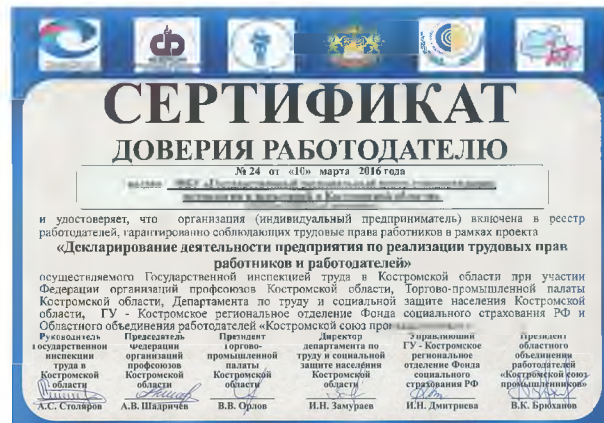 СЕРТИФИКАТ
ДОВЕРИЯ РАБОТОДАТЕЛЮ
№ 24 от «10» марта 2016 года
и удостоверяет, что организация (индивидуальный предприниматель) включена в реестр
работодателей, гарантированно соблюдающих трудовые права работников в рамках проекта
«Декларирование деятельности предприятия по реализации трудовых прав
работников и работодателей»
осуществляемого Государственной инспекцией труда в Костромской области при участии
Федерации организаций профсоюзов Костромской области, Торгово-промышленной палаты
Костромской области, Департамента по труду и социальной защите населения Костромской
области, ГУ - Костромское региональное отделение Фонда социального страхования РФ и
Областного объединения работодателей «Костромской союз
Руководитель Государственной инспекции труда в Костромской области
Председатель Федерации организаций профсоюзов Костромской области
Президент Торгово-промышленной палаты Костромской области
Директор департамента по труду и социальной защите населения Костромской области
Управляющий ГУ - Костромское региональное отделение Фонда социального страхования РФ
Президент областного объединения работодателей «Костромской союз промышленников»
А.С. Столяров
А.В. Шадричёв
В.В. Орлов
И.Н. Замураев
И.Н. Дмитриева
В.К. Брюханов